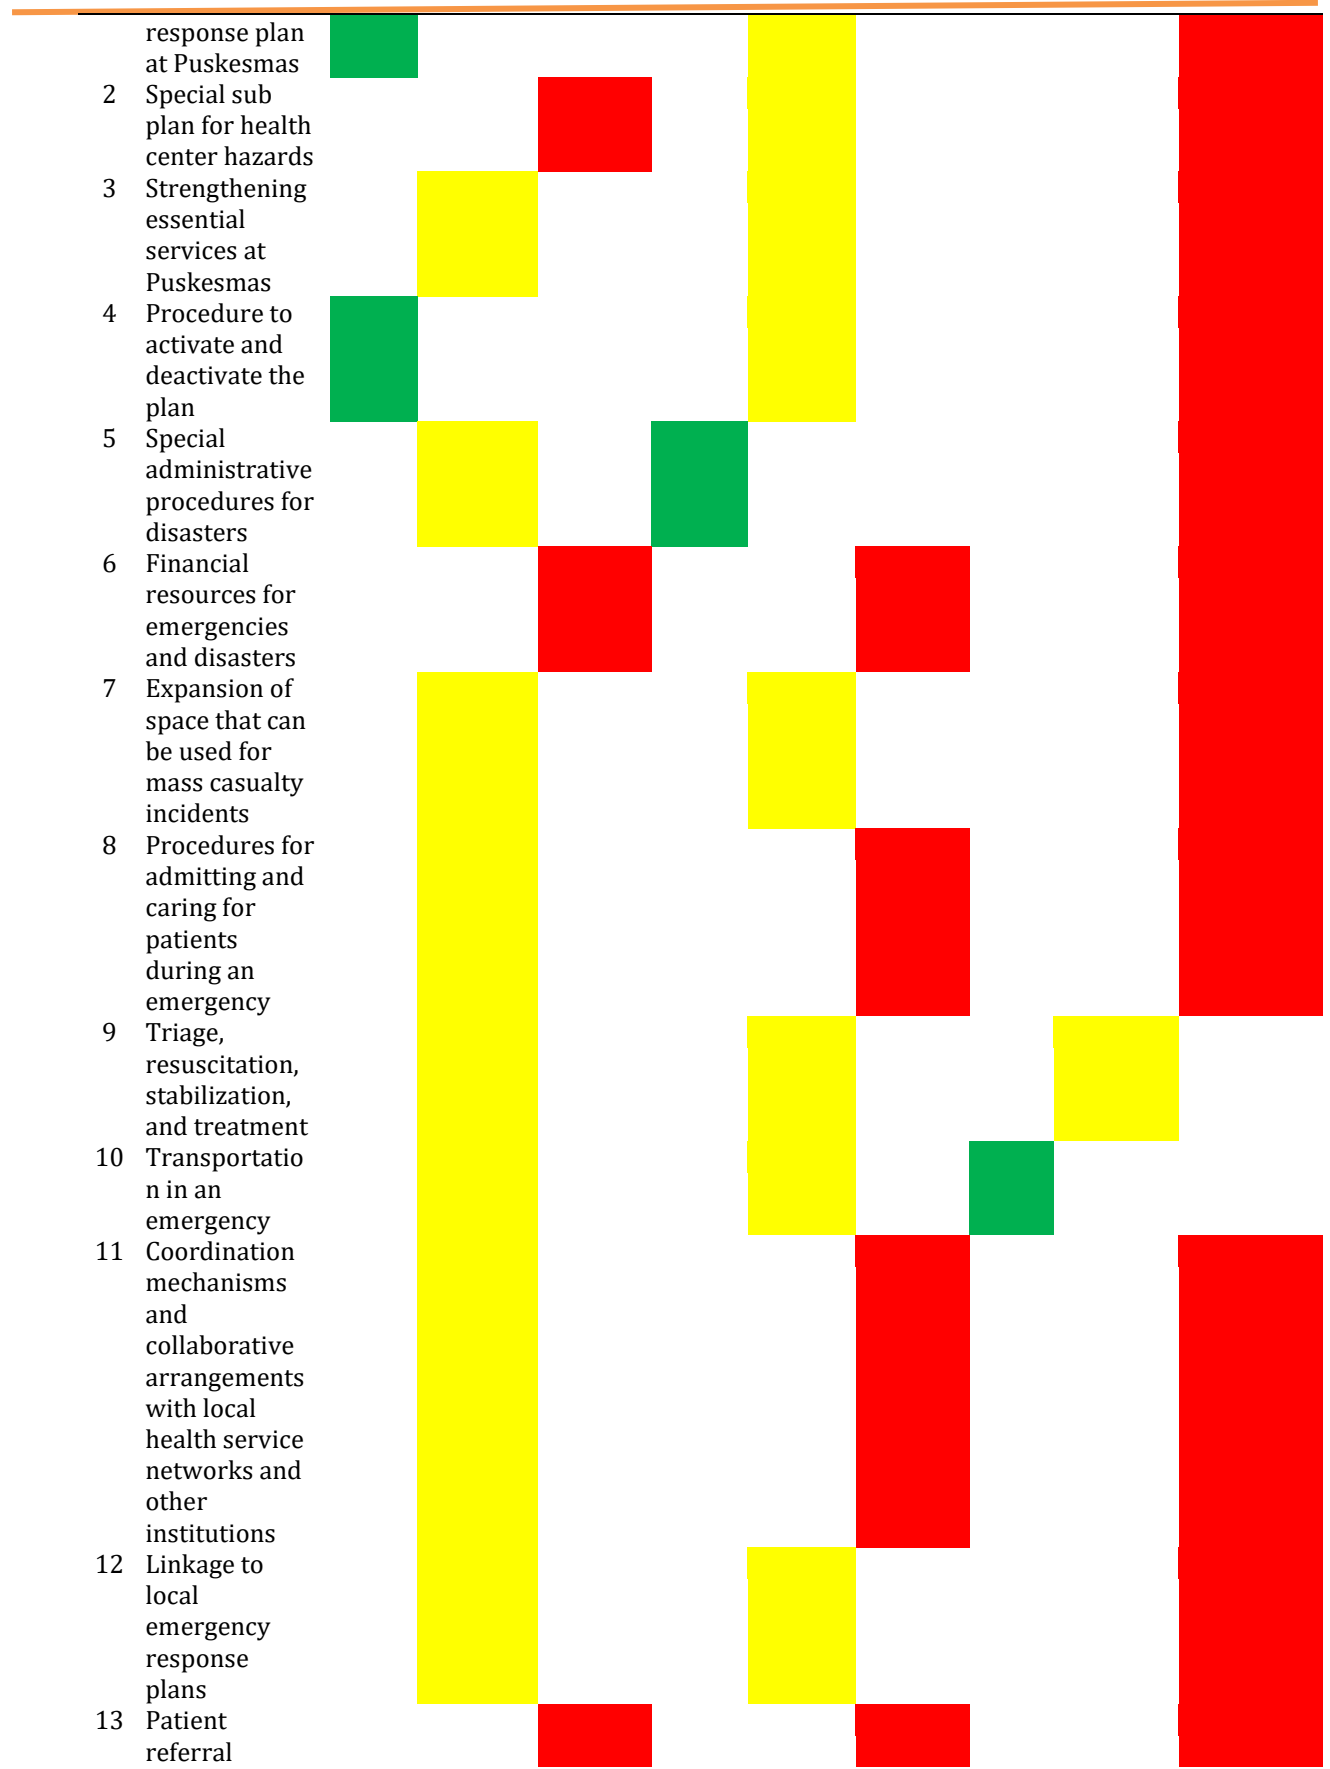 response plan
at Puskesmas
2 Special sub
plan for health
center hazards
3 Strengthening
essential
services at
Puskesmas
4 Procedure to
activate and
deactivate the
plan
5 Special
administrative
procedures for
disasters
6 Financial
resources for
emergencies
and disasters
7 Expansion of
space that can
be used for
mass casualty
incidents
8 Procedures for
admitting and
caring for
patients
during an
emergency
9 Triage,
resuscitation,
stabilization,
and treatment
10 Transportatio
n in an
emergency
11 Coordination
mechanisms
and
collaborative
arrangements
with local
health service
networks and
other
institutions
12 Linkage to
local
emergency
response
plans
13 Patient
referral